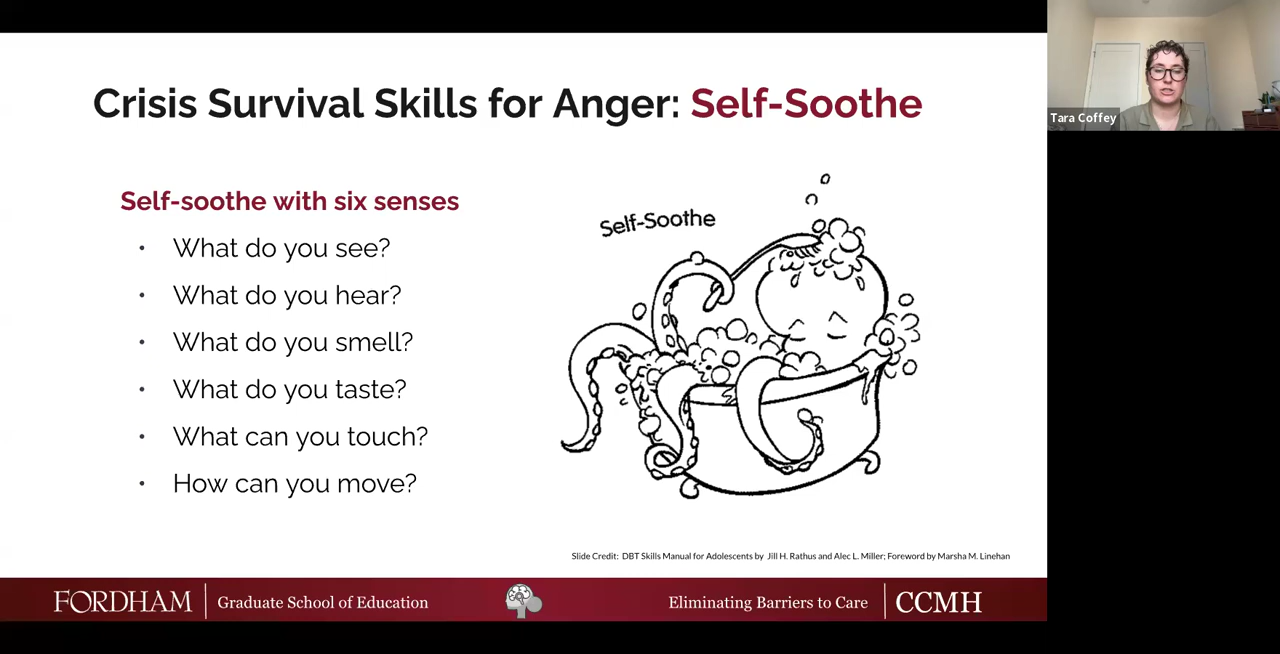 Crisis Survival Skills for Anger: Self-Soothe
Tara Coffey
Self-soothe with six senses
• What do you see?
• What do you hear?
• What do you smell?
• What do you taste?
• What can you touch?
• How can you move?
Self-Soothe
Slide Credit: DBT Skills Manual for Adolescents by Jill H. Rathus and Alec L. Miller; Foreword by Marsha M. Linehan
FORDHAM | Graduate School of Education
Eliminating Barriers to Care | CCMH